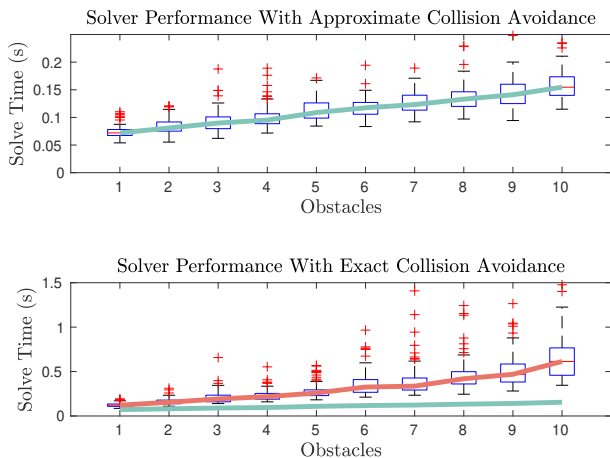 Solver Performance With Approximate Collision Avoidance
0.2
0.15
0.1
0.05
0
Solve Time (s)
1 2 3 4 5 6 7 8 9 10
Obstacles
Solver Performance With Exact Collision Avoidance
1.5
1
0.5
0
Solve Time (s)
1 2 3 4 5 6 7 8 9 10
Obstacles